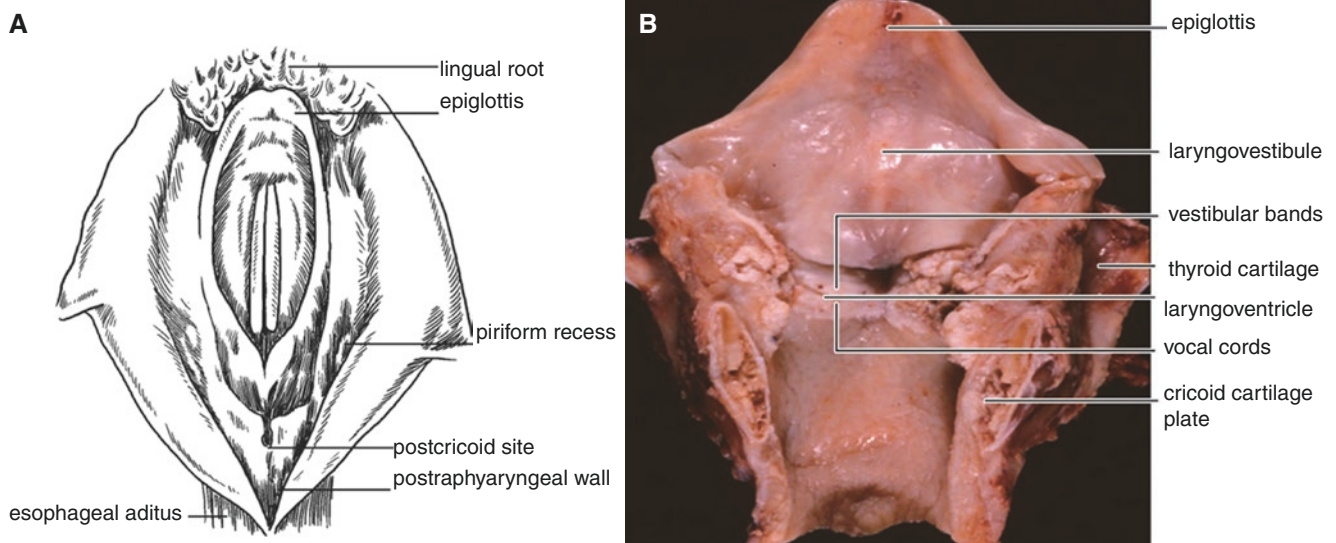 A
lingual root
epiglottis
piriform recess
postcricoid site
postraphyaryngeal wall
esophageal aditus
B
epiglottis
laryngovestibule
vestibular bands
thyroid cartilage
laryngoventricle
vocal cords
cricoid cartilage
plate